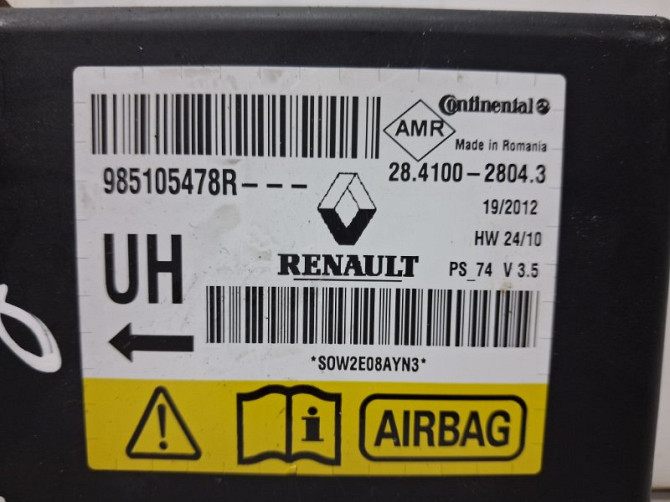 Continental
AMR
Made in Romania
985105478R---
28.4100-2804.3
19/2012
UH
HW 24/10
RENAULT
PS_74 V 3.5
*S0W2E08AYN3*
i
AIRBAG